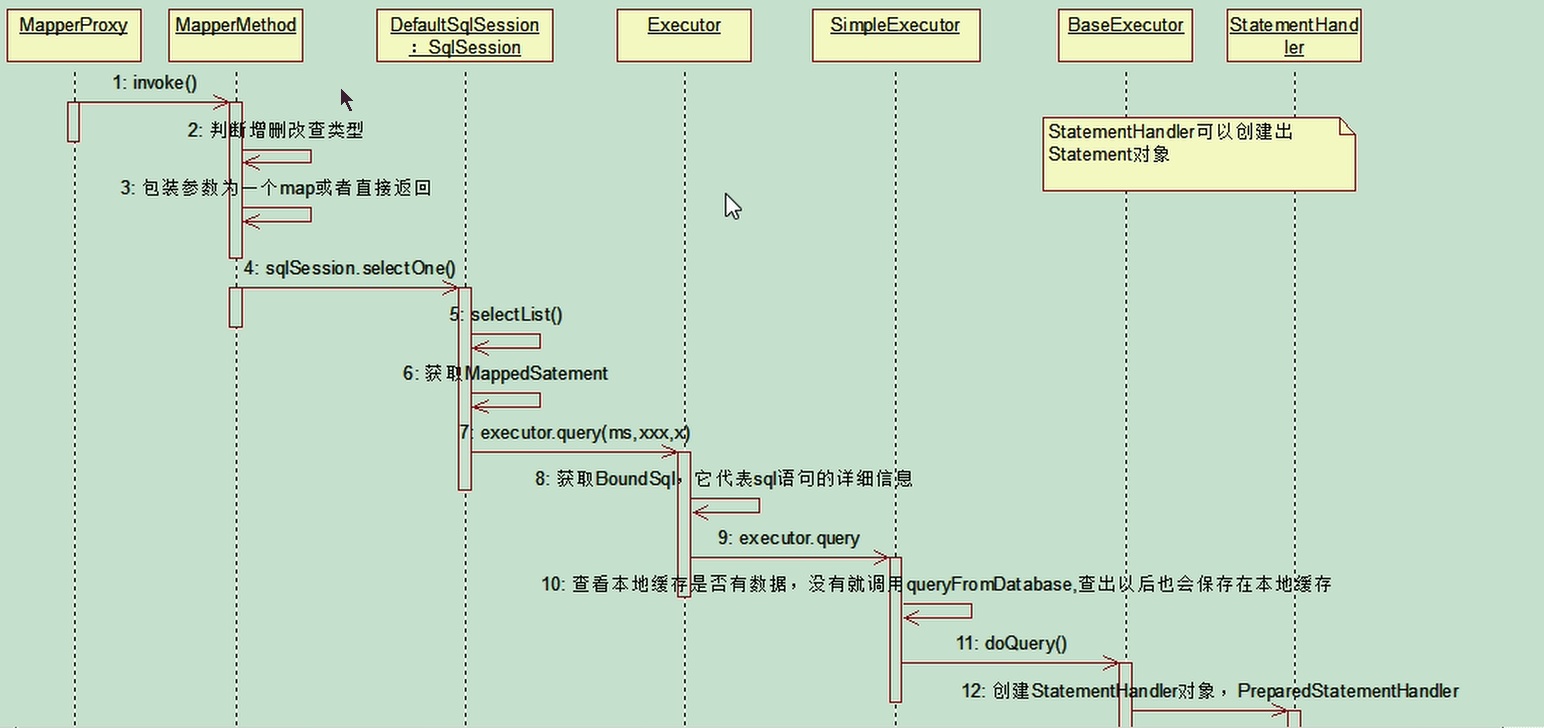 MapperProxy
MapperMethod
DefaultSqlSession
：SqlSession
Executor
SimpleExecutor
BaseExecutor
StatementHand
ler
1: invoke()
2: 判断增删改查类型
StatementHandler可以创建出
Statement对象
3: 包装参数为一个map或者直接返回
4: sqlSession.selectOne()
5: selectList()
6: 获取MappedSatement
7: executor.query(ms,xxx,x)
8: 获取BoundSql，它代表sql语句的详细信息
9: executor.query
10: 查看本地缓存是否有数据，没有就调用queryFromDatabase,查出以后也会保存在本地缓存
11: doQuery()
12: 创建StatementHandler对象，PreparedStatementHandler